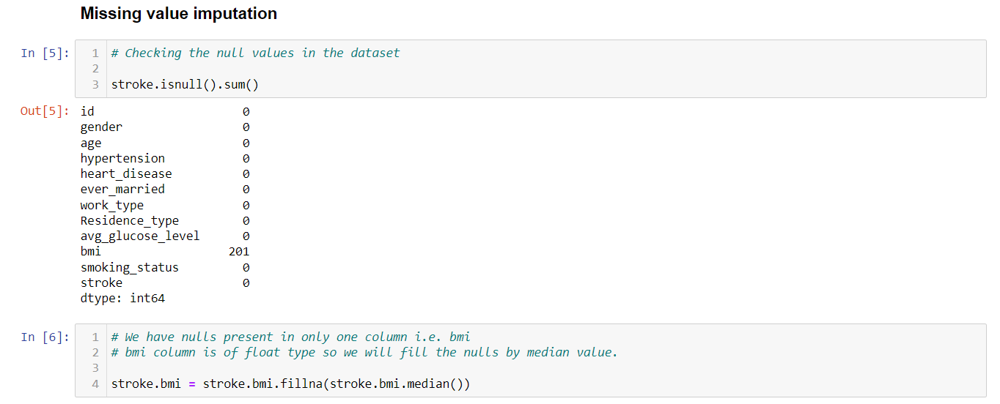 Missing value imputation
In [5]:
1 # Checking the null values in the dataset
2
3 stroke.isnull().sum()
Out[5]:
id 0
gender 0
age 0
hypertension 0
heart_disease 0
ever_married 0
work_type 0
Residence_type 0
avg_glucose_level 0
bmi 201
smoking_status 0
stroke 0
dtype: int64
In [6]:
1 # We have nulls present in only one column i.e. bmi
2 # bmi column is of float type so we will fill the nulls by median value.
3
4 stroke.bmi = stroke.bmi.fillna(stroke.bmi.median())